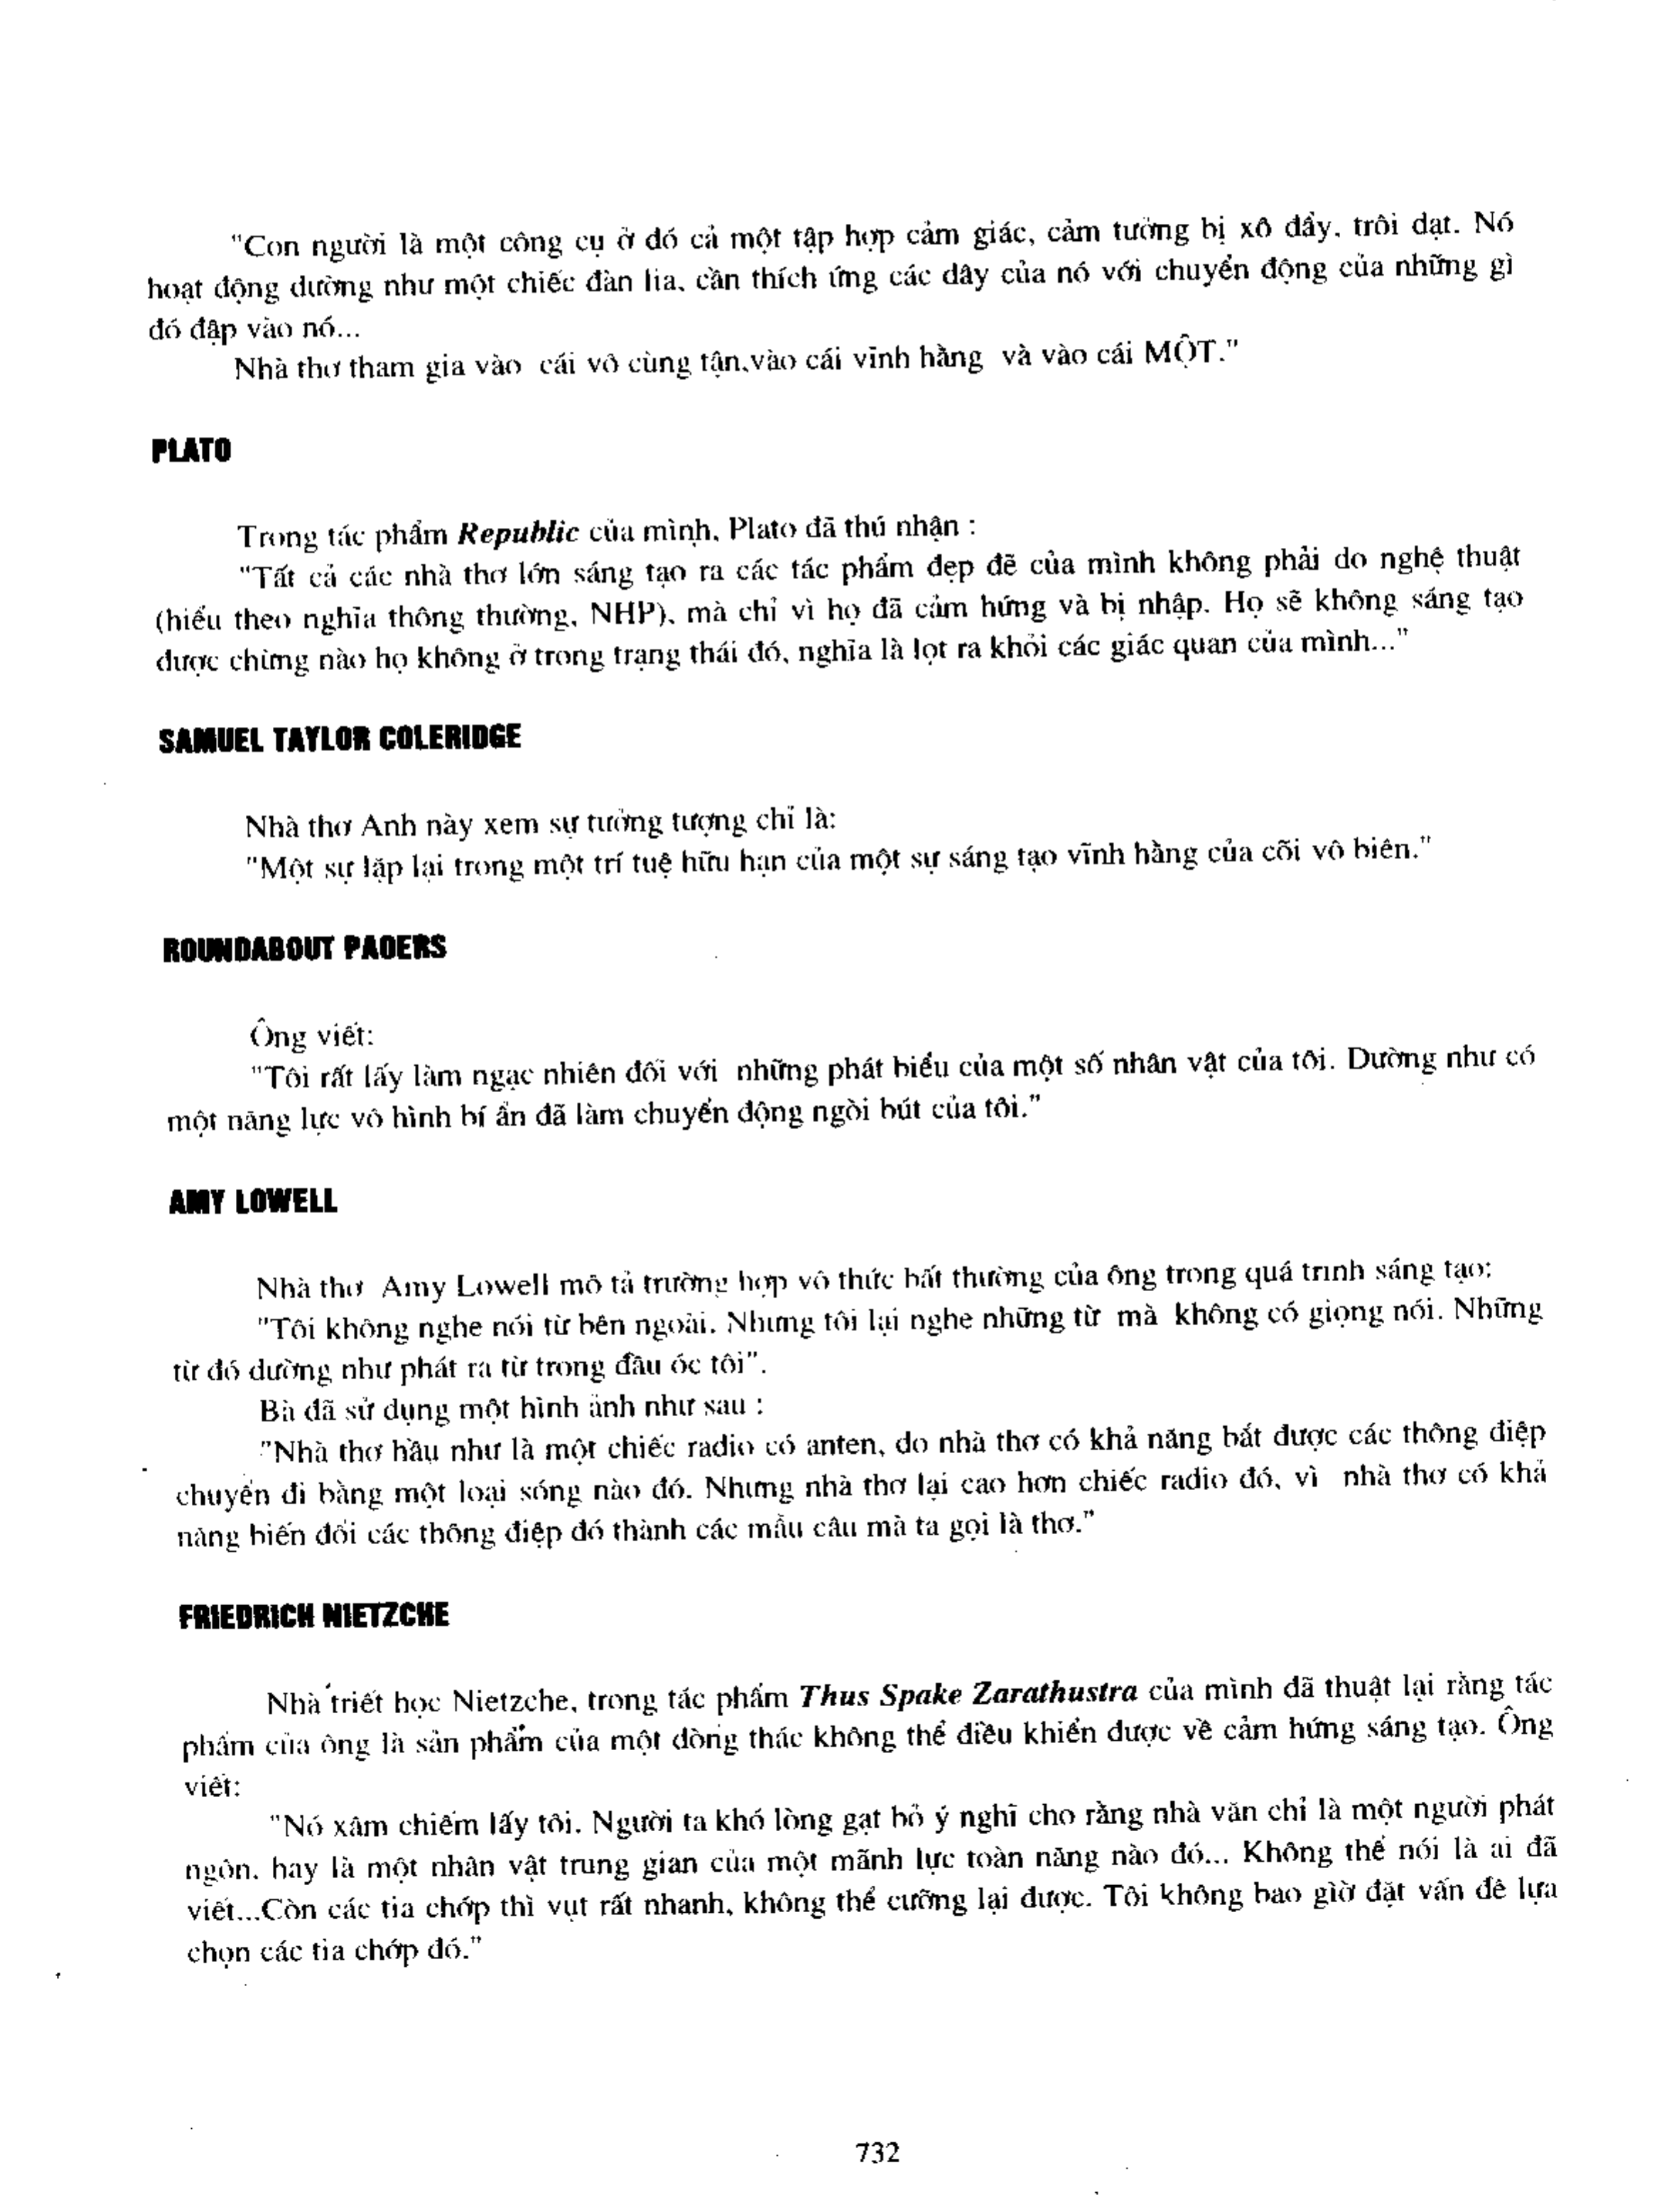 "Con người là một công cụ ở đó cả một tập hợp cảm giác, cảm tưởng bị xô đẩy, trôi dạt. Nó
hoạt động dường như một chiếc đàn lia, cần thích ứng các dây của nó với chuyển động của những gì
đó đập vào nó...
Nhà thơ tham gia vào cái vô cùng tận,vào cái vĩnh hằng và vào cái MỘT."
PLATO
Trong tác phẩm Republic của mình, Plato đã thú nhận :
"Tất cả các nhà thơ lớn sáng tạo ra các tác phẩm đẹp đẽ của mình không phải do nghệ thuật
(hiểu theo nghĩa thông thường, NHP), mà chỉ vì họ đã cảm hứng và bị nhập. Họ sẽ không sáng tạo
được chừng nào họ không ở trong trạng thái đó, nghĩa là lọt ra khỏi các giác quan của mình..."
SAMUEL TAYLOR COLERIDGE
Nhà thơ Anh này xem sự tưởng tượng chỉ là:
"Một sự lặp lại trong một trí tuệ hữu hạn của một sự sáng tạo vĩnh hằng của cõi vô biên."
ROUNDABOUT PAOERS
Ông viết:
"Tôi rất lấy làm ngạc nhiên đối với những phát biểu của một số nhân vật của tôi. Dường như có
một năng lực vô hình bí ẩn đã làm chuyển động ngòi bút của tôi."
AMY LOWELL
Nhà thơ Amy Lowell mô tả trường hợp vô thức bất thường của ông trong quá trình sáng tạo:
"Tôi không nghe nói từ bên ngoài. Nhưng tôi lại nghe những từ mà không có giọng nói. Những
từ đó dường như phát ra từ trong đầu óc tôi".
Bà đã sử dụng một hình ảnh như sau :
"Nhà thơ hầu như là một chiếc radio có anten, do nhà thơ có khả năng bắt được các thông điệp
chuyển đi bằng một loại sóng nào đó. Nhưng nhà thơ lại cao hơn chiếc radio đó, vì nhà thơ có khả
năng biến đổi các thông điệp đó thành các mẫu câu mà ta gọi là thơ."
FRIEDRICH NIETZCHE
Nhà triết học Nietzche, trong tác phẩm Thus Spake Zarathustra của mình đã thuật lại rằng tác
phẩm của ông là sản phẩm của một dòng thác không thể điều khiển được về cảm hứng sáng tạo. Ông
viết:
"Nó xâm chiếm lấy tôi. Người ta khó lòng gạt bỏ ý nghĩ cho rằng nhà văn chỉ là một người phát
ngôn, hay là một nhân vật trung gian của một mãnh lực toàn năng nào đó... Không thể nói là ai đã
viết...Còn các tia chớp thì vụt rất nhanh, không thể cưỡng lại được. Tôi không bao giờ đặt vấn đề lựa
chọn các tia chớp đó."
732